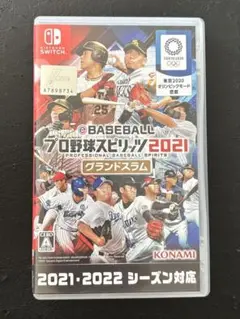 NINTENDO
SWITCH
TOKYO 2020
東京2020
オリンピックモード
搭載
eBASEBALL
プロ野球スピリッツ2021
PROFESSIONAL BASEBALL SPIRITS
グランドスラム
A
KONAMI
2021・2022 シーズン対応